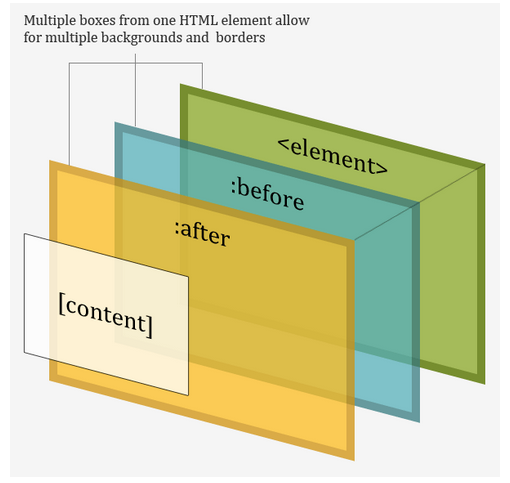 Multiple boxes from one HTML element allow
for multiple backgrounds and  borders
<element>
:before
:after
[content]